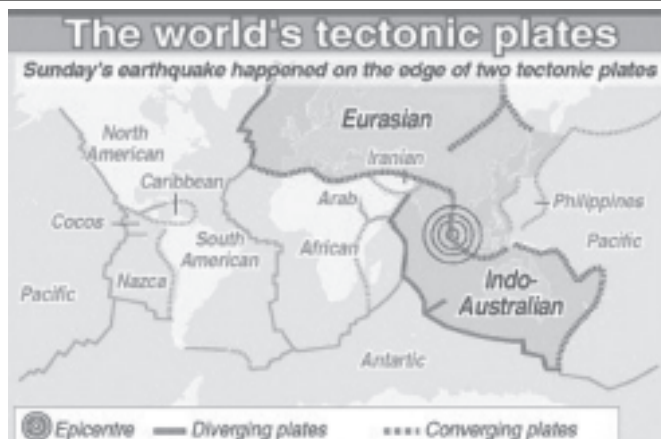 The world's tectonic plates
Sunday's earthquake happened on the edge of two tectonic plates
Eurasian
North
American
Iranian
Caribbean
Arab
Philippines
Cocos
South
American
African
Pacific
Nazca
Indo-
Australian
Pacific
Antartic
Epicentre
Diverging plates
Converging plates